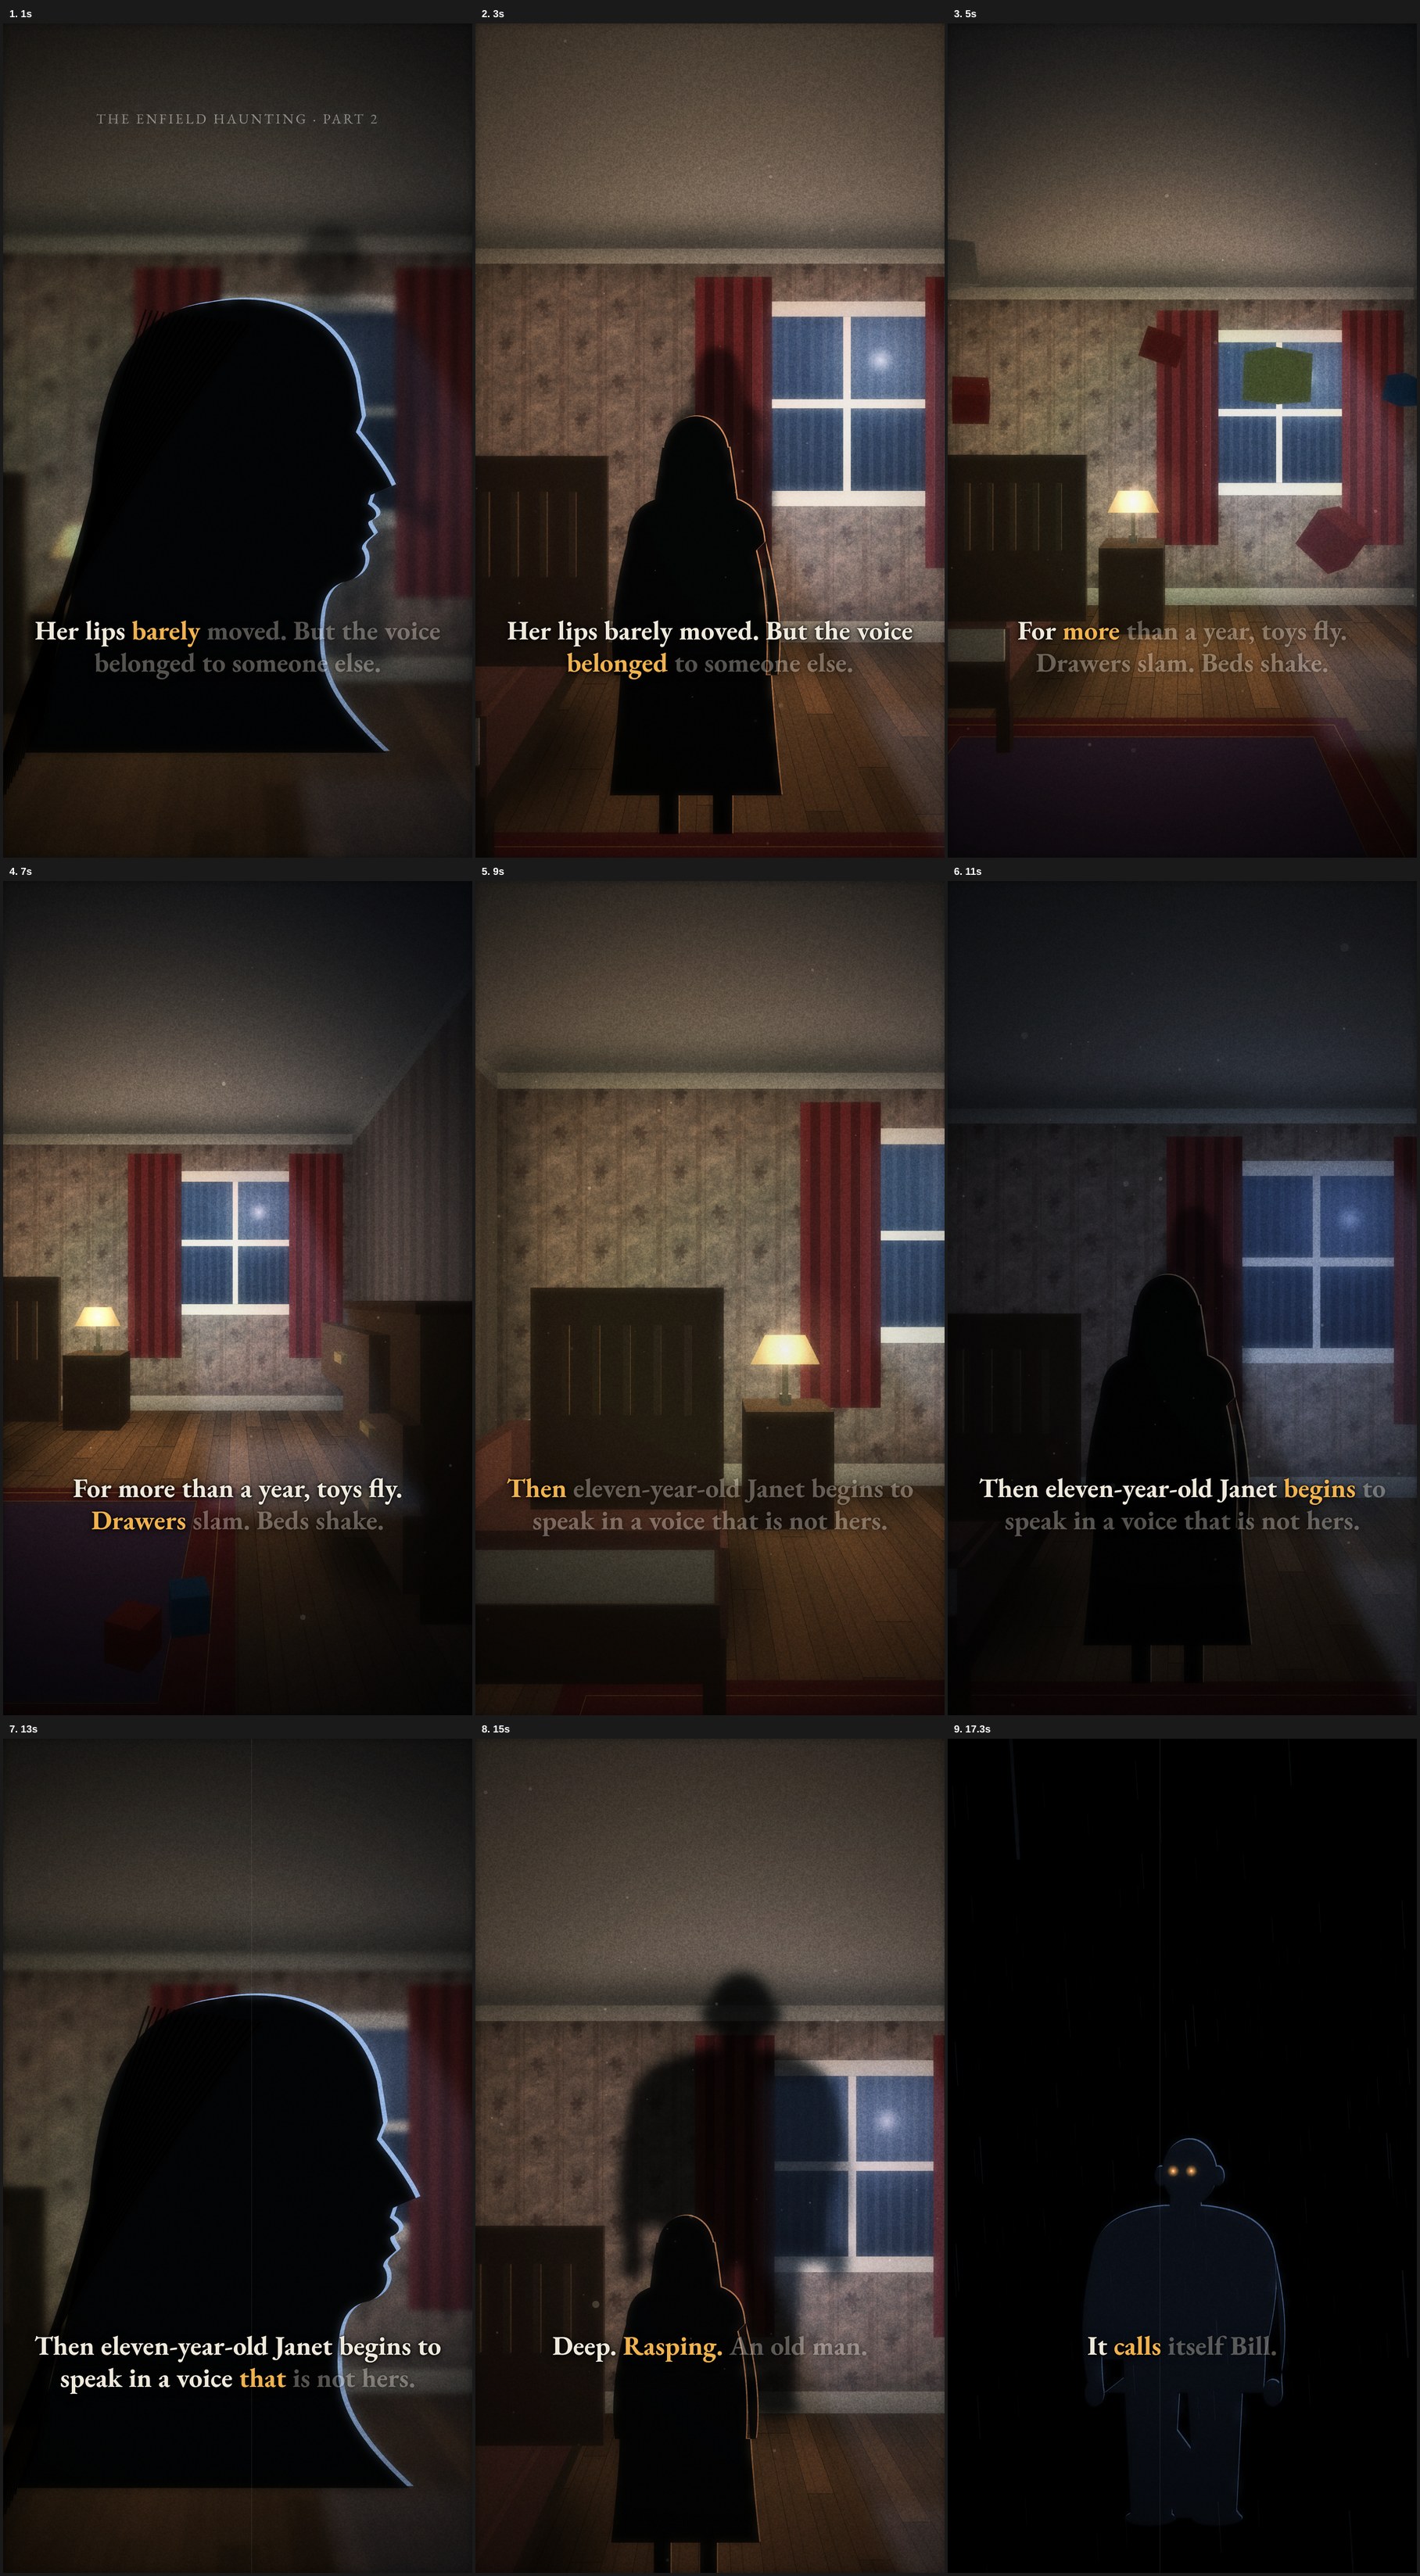 1. 1s
THE ENFIELD HAUNTING · PART 2
Her lips barely moved. But the voice
belonged to someone else.
2. 3s
Her lips barely moved. But the voice
belonged to someone else.
3. 5s
For more than a year, toys fly.
Drawers slam. Beds shake.
4. 7s
For more than a year, toys fly.
Drawers slam. Beds shake.
5. 9s
Then eleven-year-old Janet begins to
speak in a voice that is not hers.
6. 11s
Then eleven-year-old Janet begins to
speak in a voice that is not hers.
7. 13s
Then eleven-year-old Janet begins to
speak in a voice that is not hers.
8. 15s
Deep. Rasping. An old man.
9. 17.3s
It calls itself Bill.